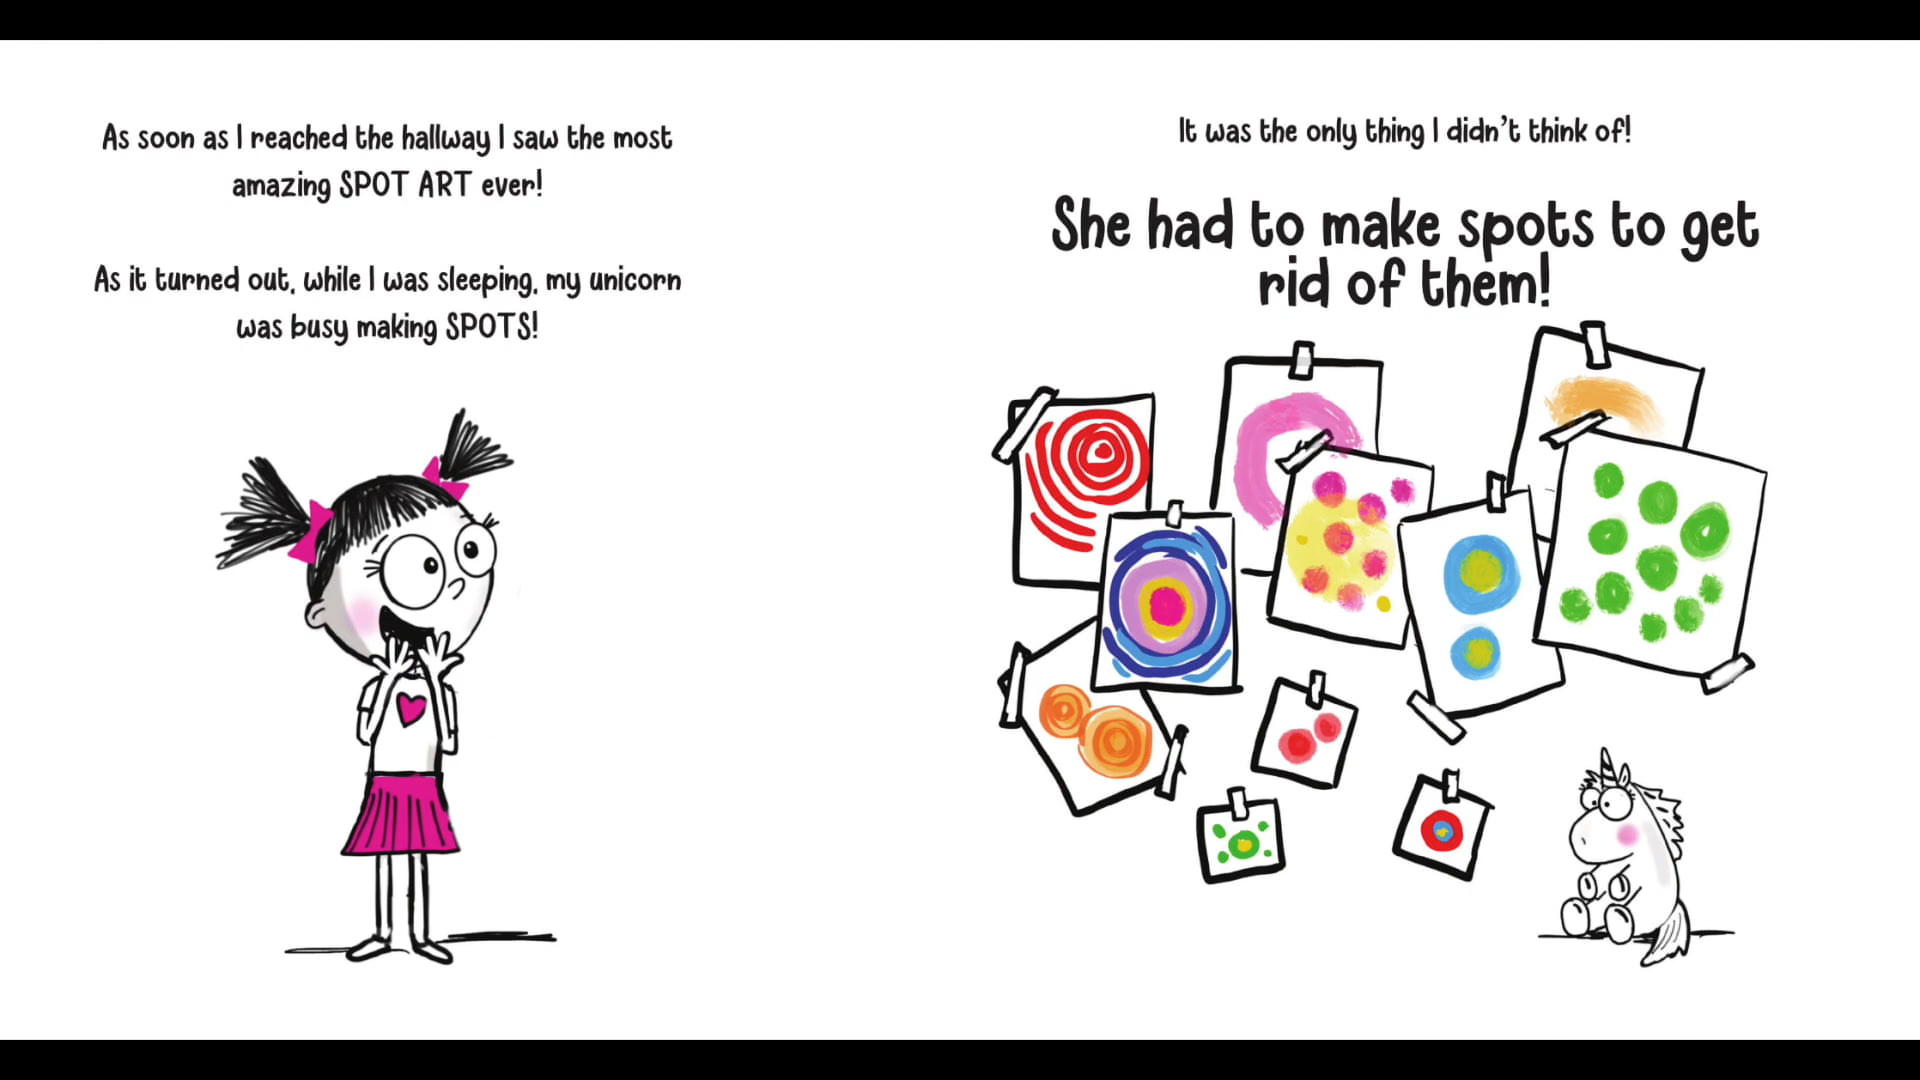 As soon as I reached the hallway I saw the most
amazing SPOT ART ever!
As it turned out, while I was sleeping, my unicorn
was busy making SPOTS!
It was the only thing I didn't think of!
She had to make spots to get
rid of them!